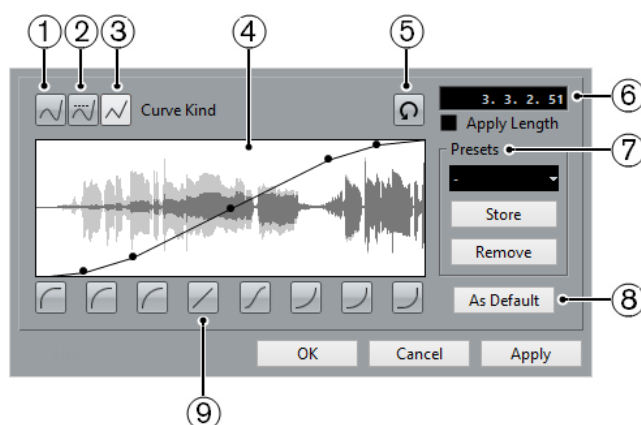 ① ② ③ ④ ⑤
⑥
⑦
⑧
⑨
Curve Kind
3. 3. 2. 51
Apply Length
Presets
-
Store
Remove
As Default
OK Cancel Apply